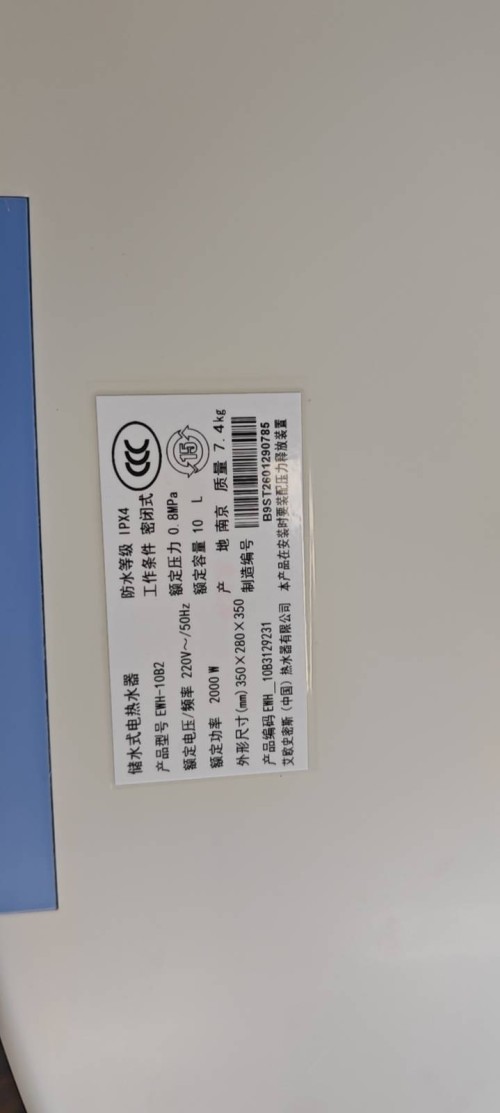 储水式电热水器 防水等级 IPX4
产品型号 EWH-10B2 工作条件 密闭式
额定电压/频率 220V～/50Hz 额定压力 0.8MPa
额定功率 2000 W 额定容量 10 L
产 地 南京 质量 7.4kg
外形尺寸(mm) 350×280×350 制造编号
产品编码 EWH_10B3129231 B9ST2601290785
艾欧史密斯（中国）热水器有限公司 本产品在安装时要装配压力释放装置
CCC
15